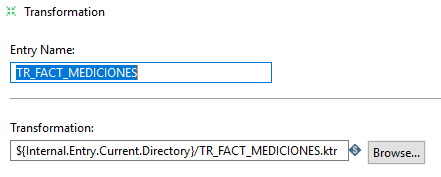 Transformation
Entry Name:
TR_FACT_MEDICIONES
Transformation:
${Internal.Entry.Current.Directory}/TR_FACT_MEDICIONES.ktr
S
Browse...